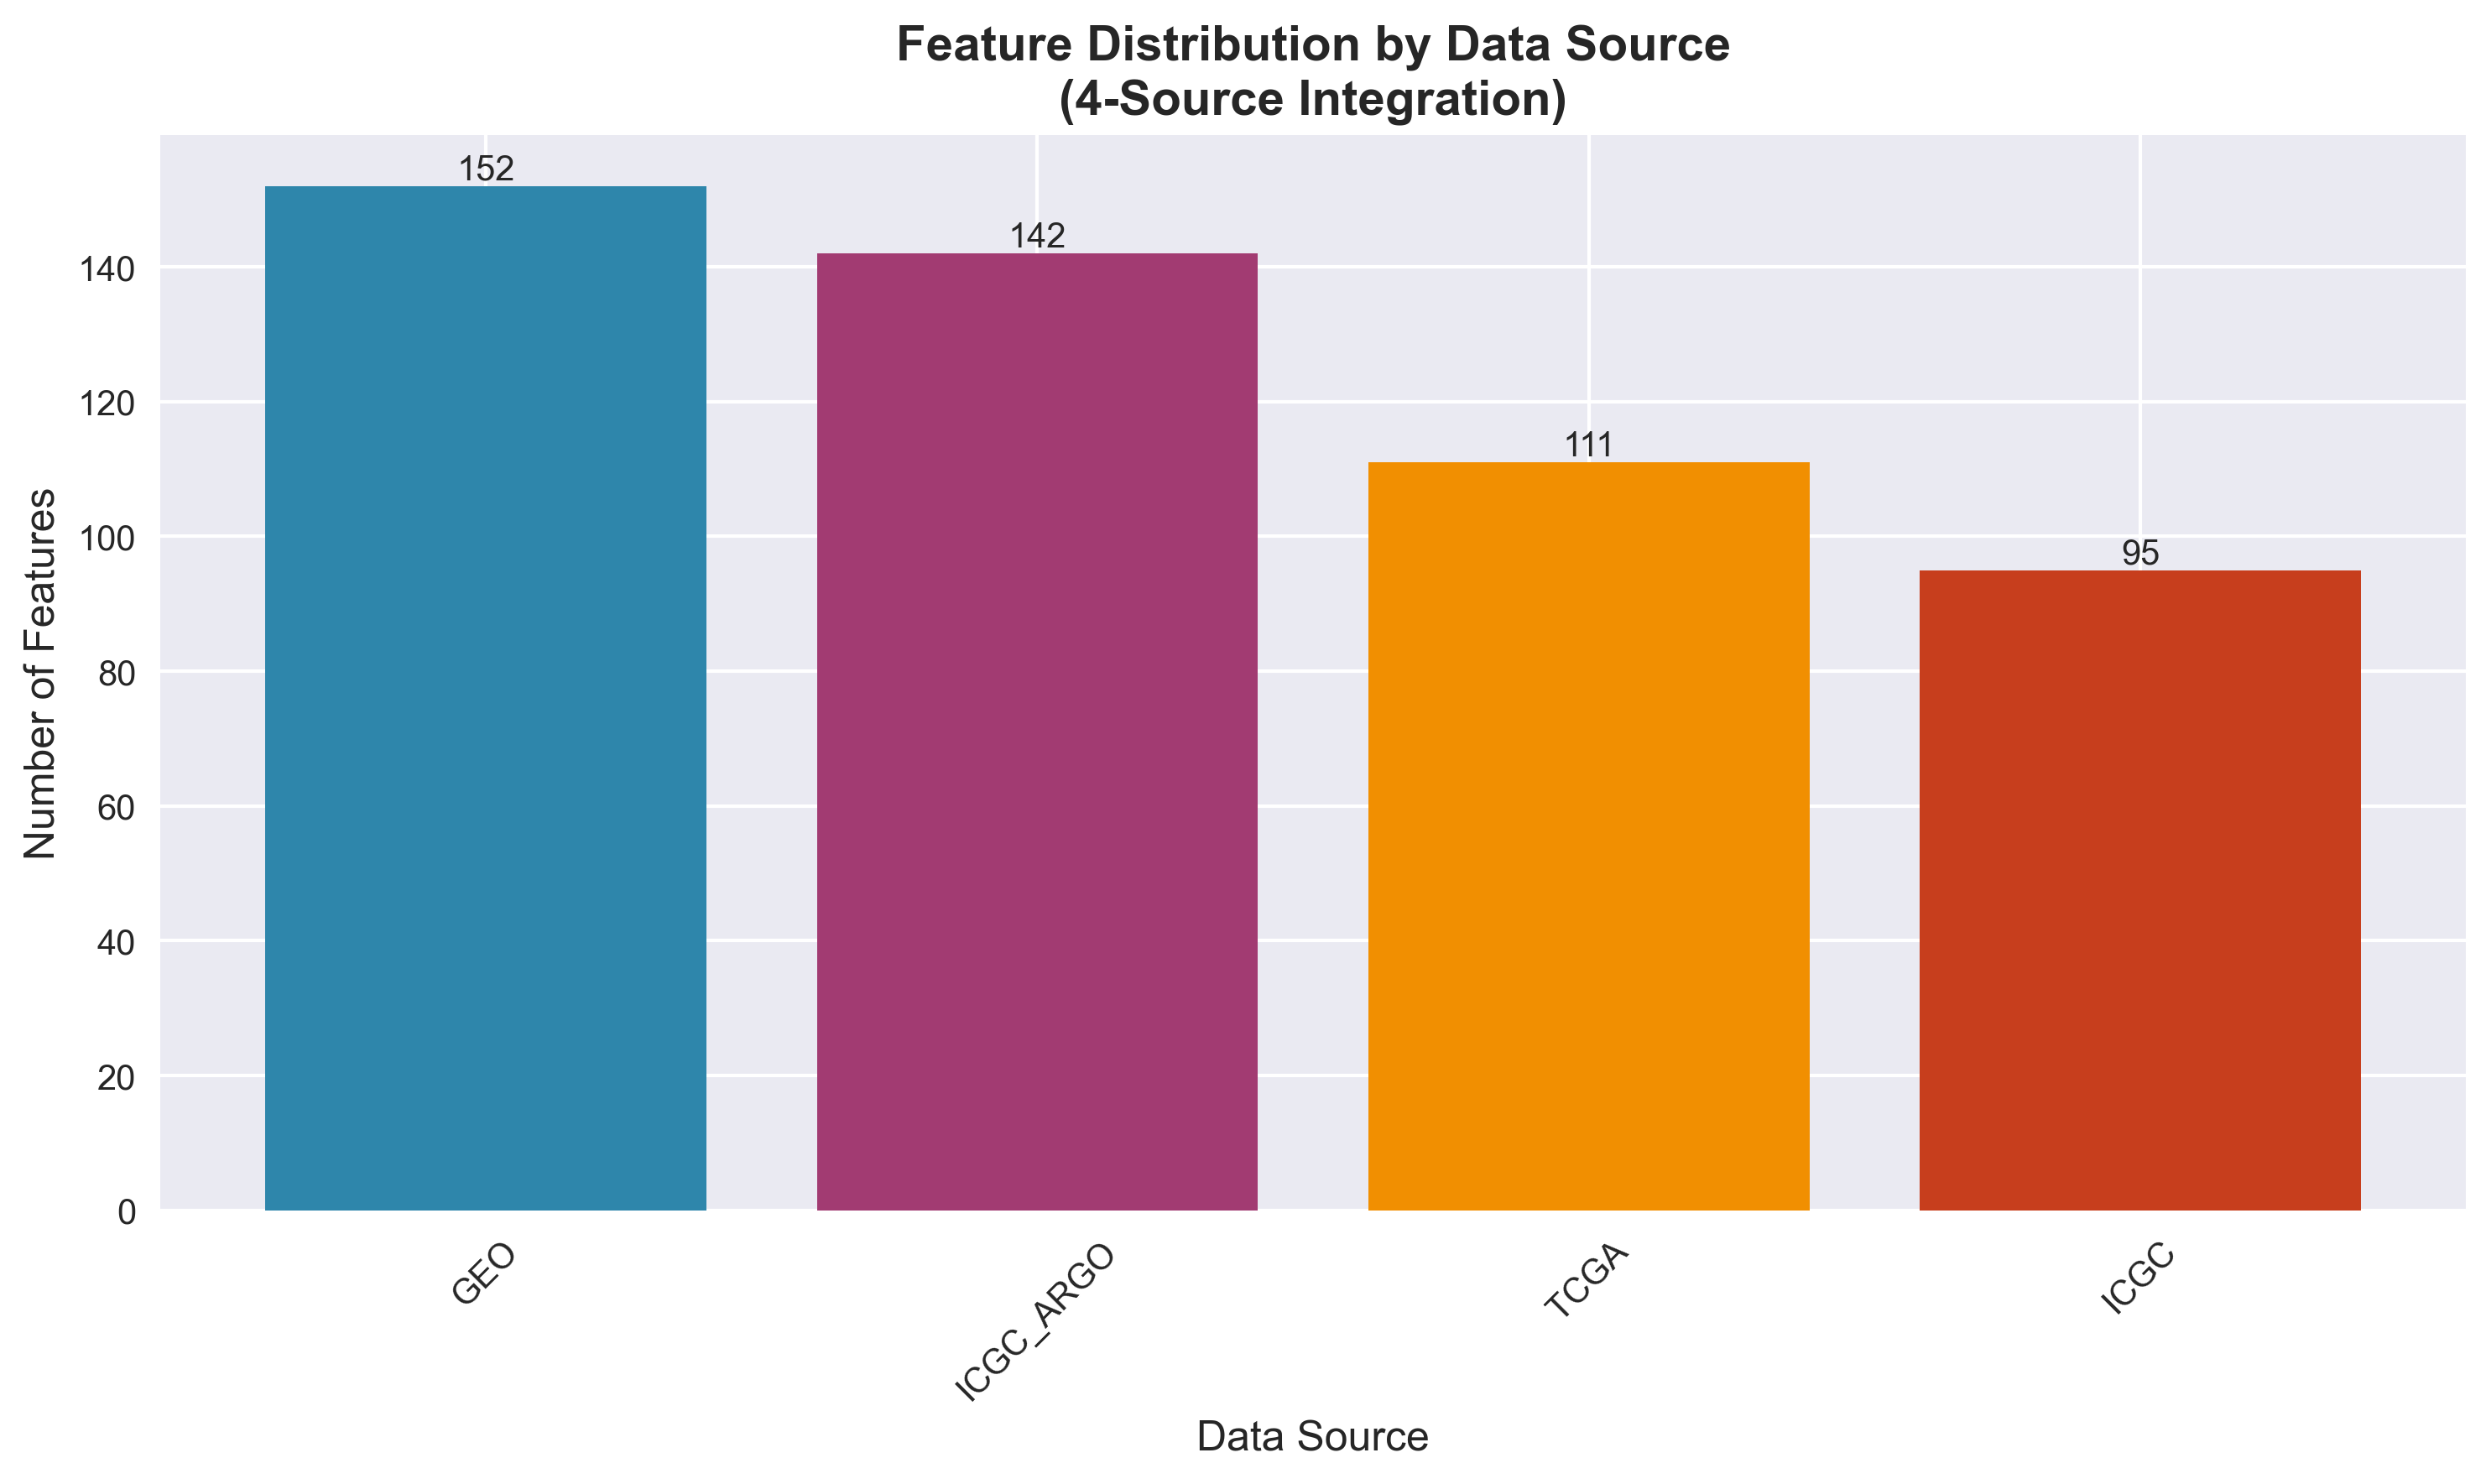 Feature Distribution by Data Source
(4-Source Integration)
152
142
111
95
140
120
100
80
60
40
20
0
Number of Features
GEO
ICGC_ARGO
TCGA
ICGC
Data Source